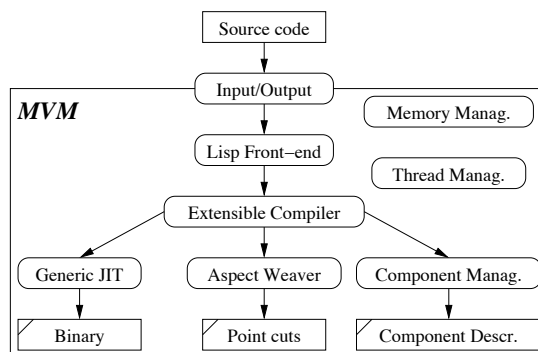 Source code
Input/Output
MVM
Memory Manag.
Lisp Front−end
Thread Manag.
Extensible Compiler
Generic JIT
Aspect Weaver
Component Manag.
Binary
Point cuts
Component Descr.